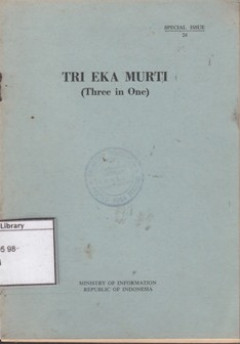 SPECIAL ISSUE
TRI EKA MURTI
(Three in One)
Library
MINISTRY OF INFORMATION
REPUBLIC OF INDONESIA